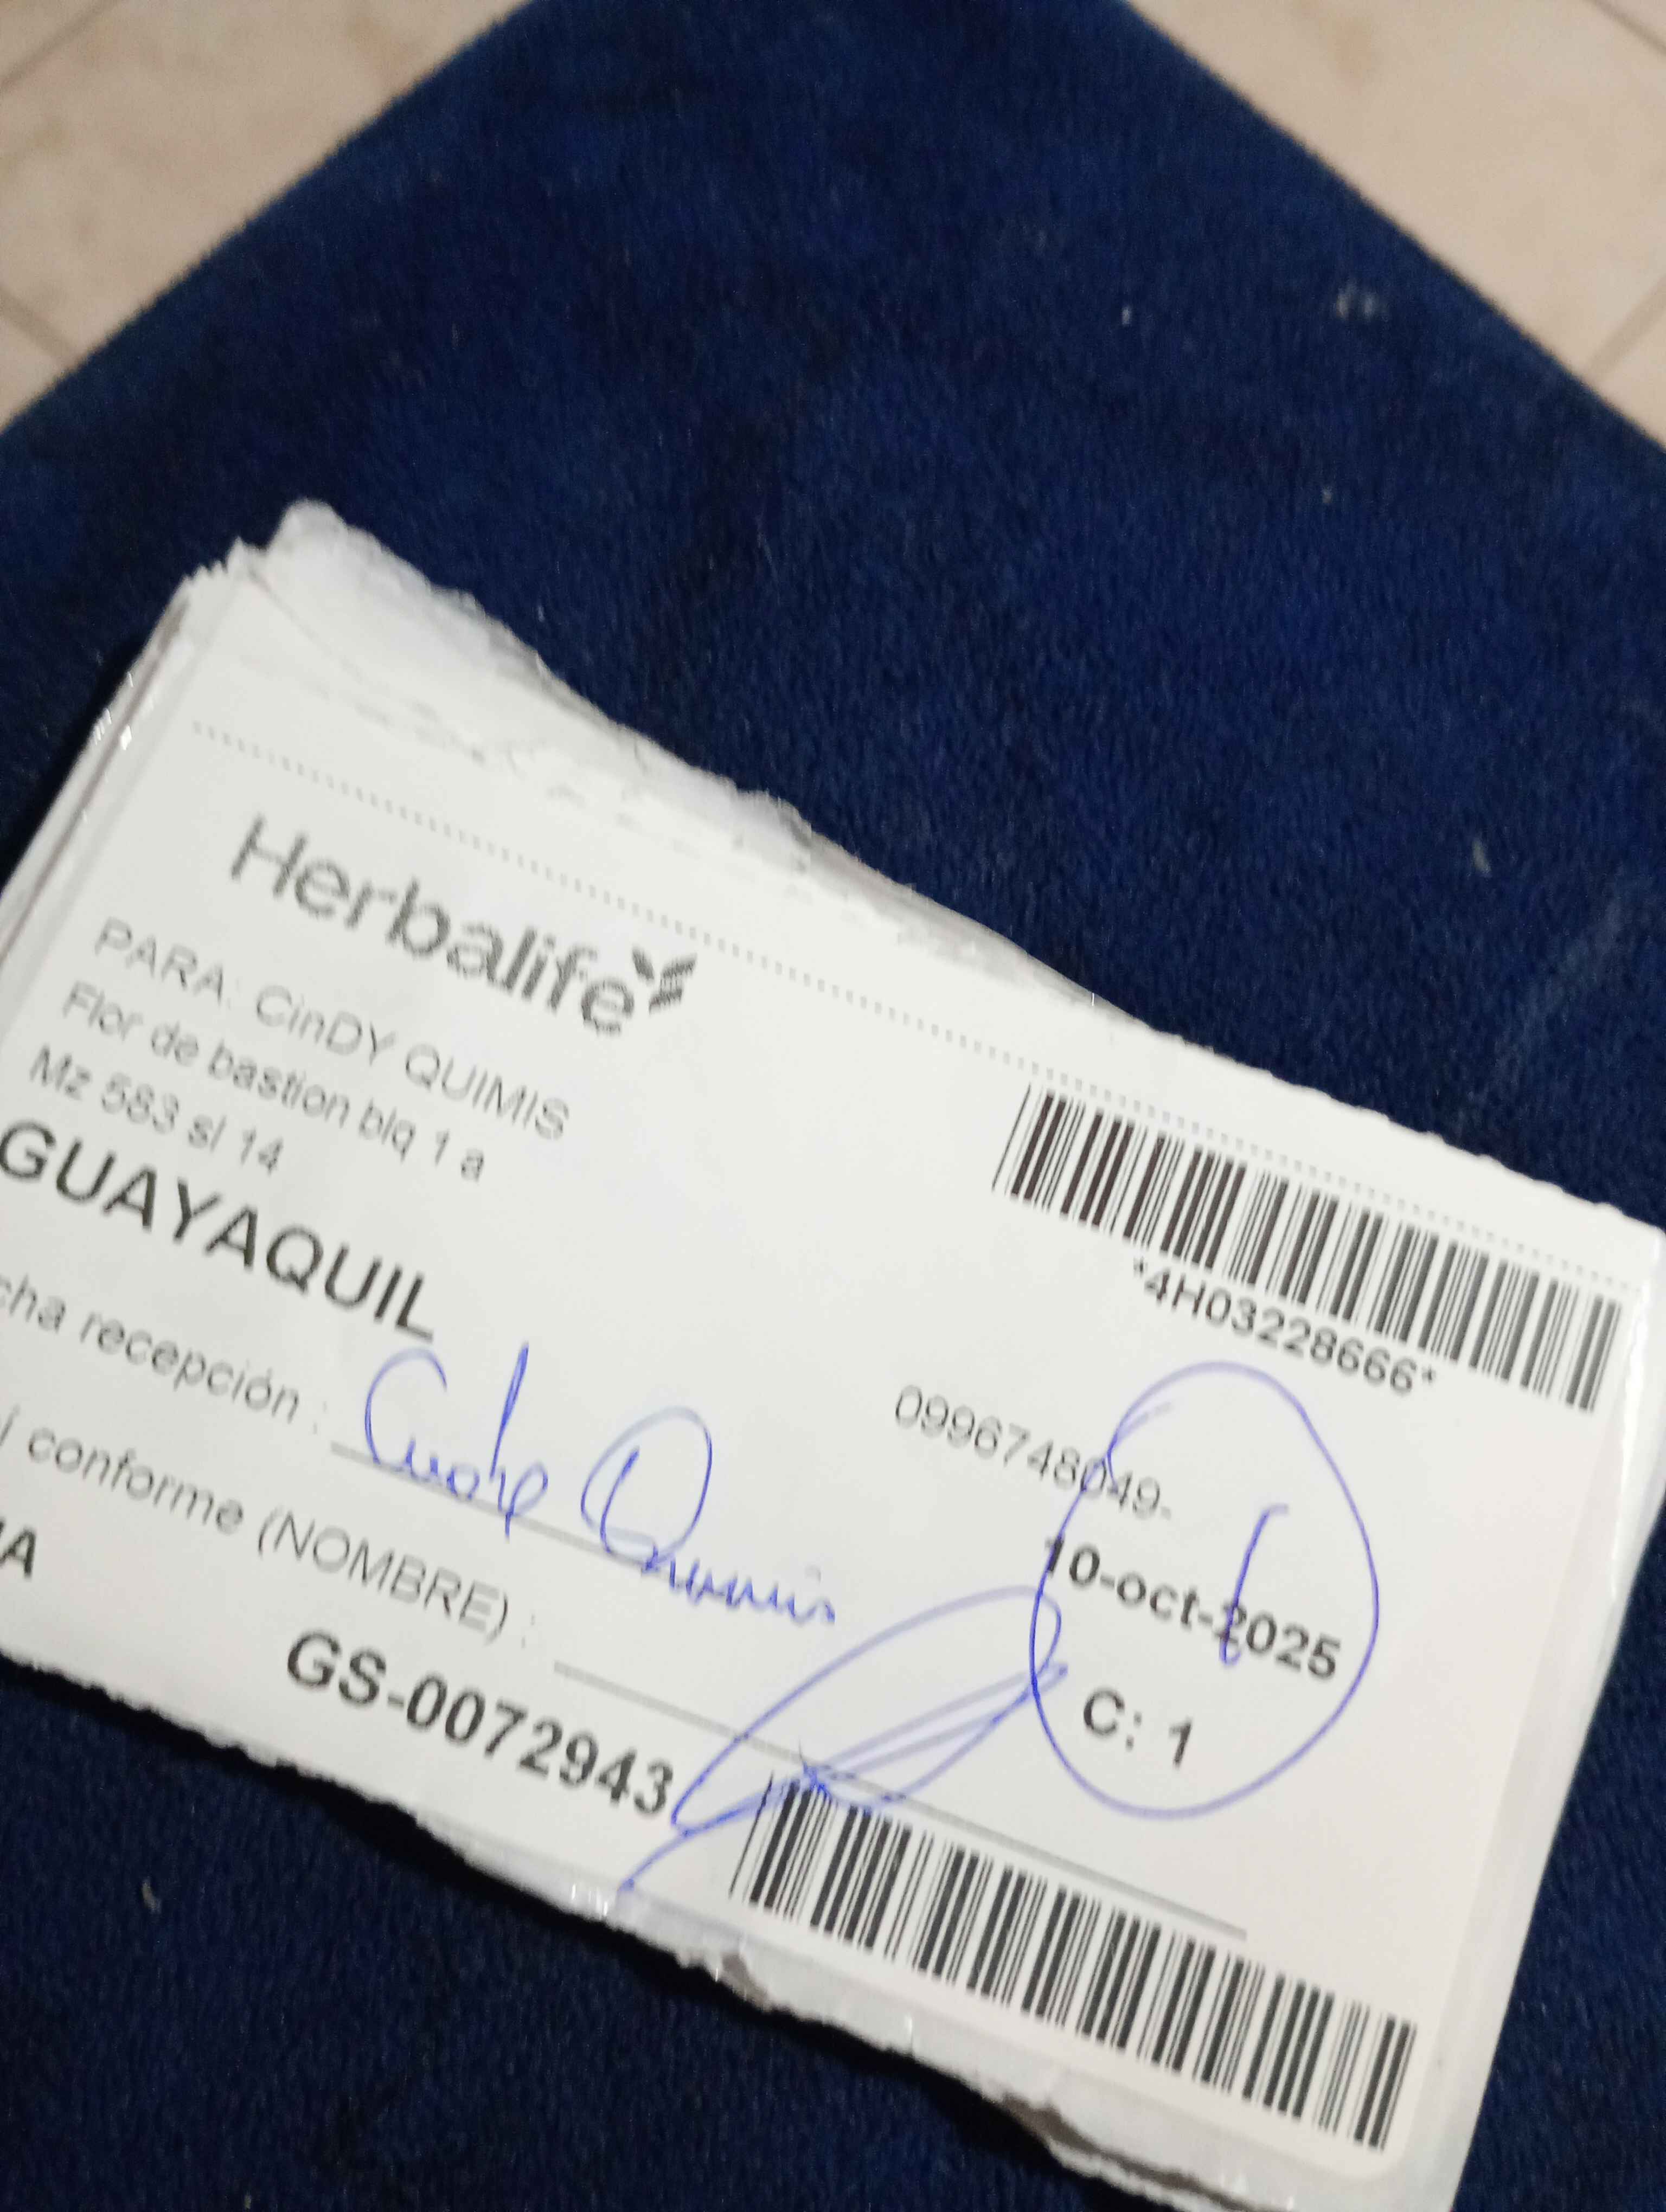 Herbalife
PARA: CinDY QUIMIS
Flor de bastion blq 1 a
Mz 583 sl 14
GUAYAQUIL
*4H03228666*
0996748049-
cha recepción :
10-oct-2025
conforme (NOMBRE) :
C: 1
GS-0072943